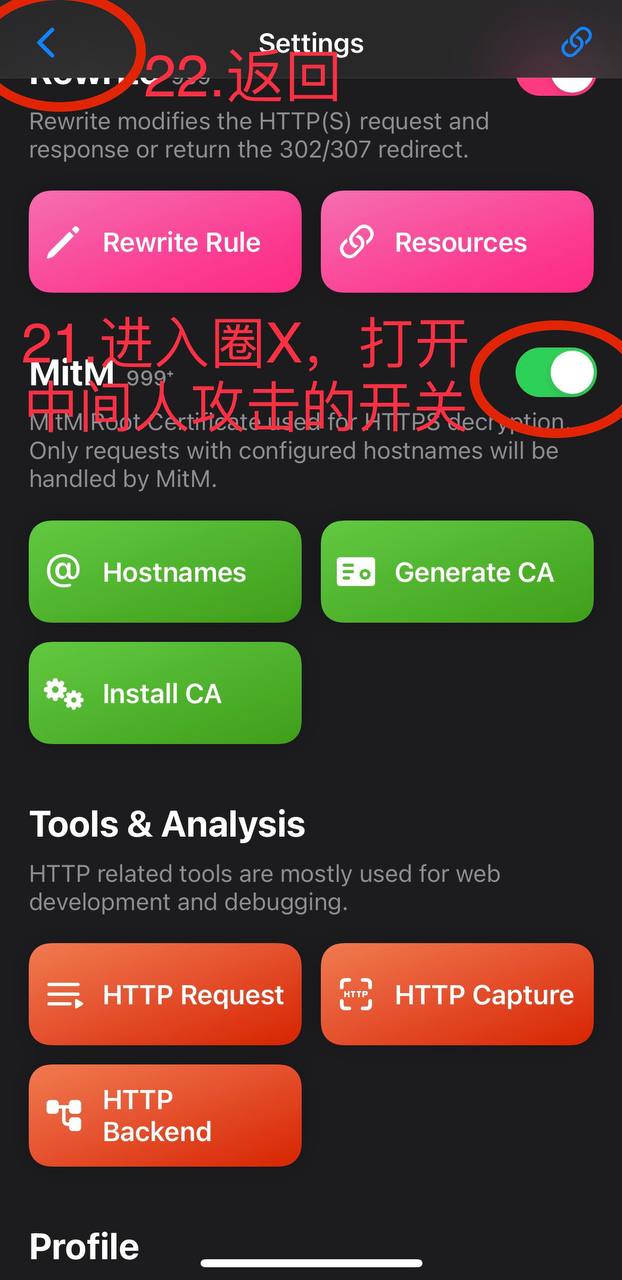 Settings
22.返回
Rewrite 999⁺
Rewrite modifies the HTTP(S) request and
response or return the 302/307 redirect.
Rewrite Rule
Resources
21.进入圈X，打开
中间人攻击的开关
MitM 999⁺
MitM Root Certificate used for HTTPS decryption.
Only requests with configured hostnames will be
handled by MitM.
@ Hostnames
Generate CA
Install CA
Tools & Analysis
HTTP related tools are mostly used for web
development and debugging.
HTTP Request
HTTP
HTTP Capture
HTTP
Backend
Profile